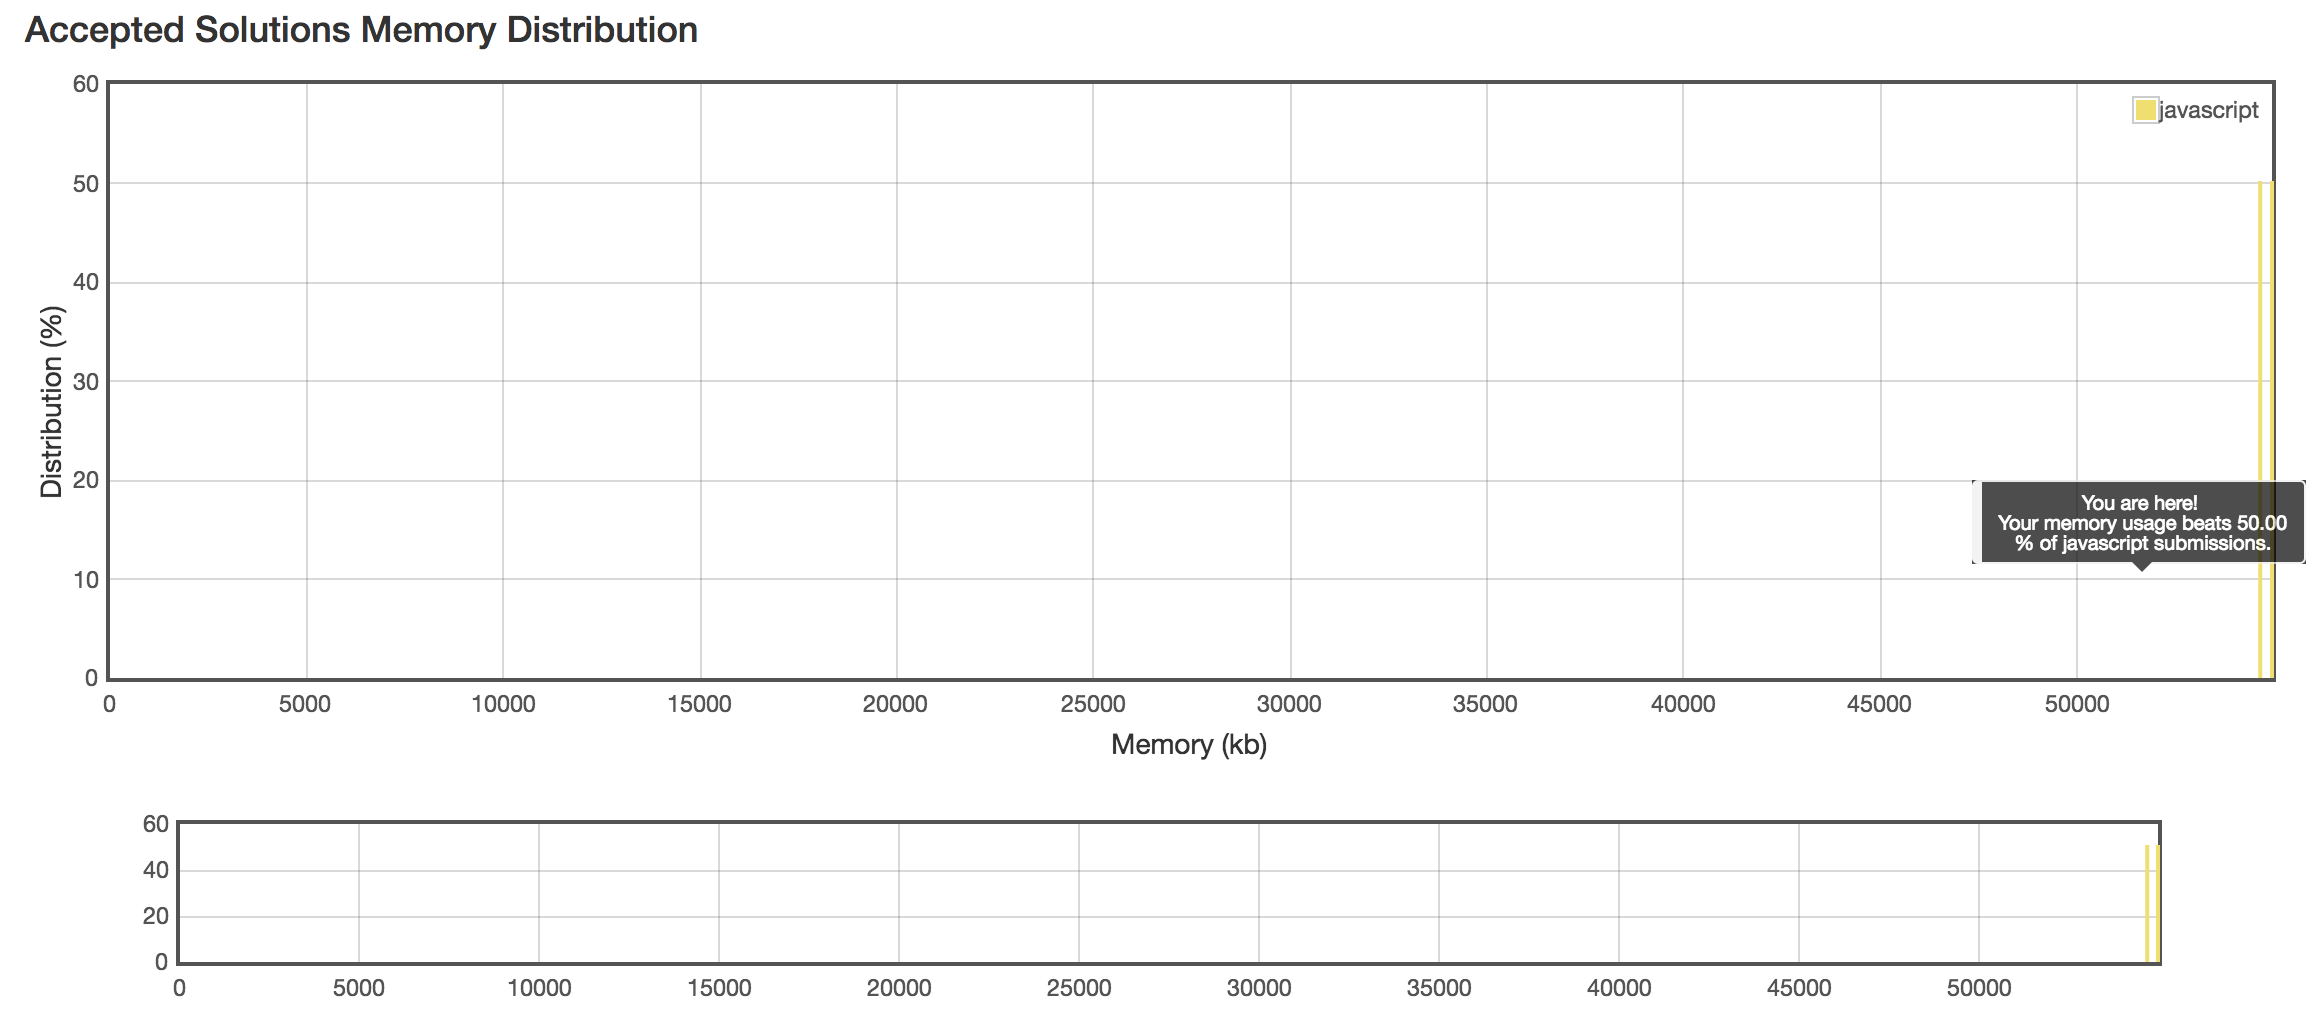 Accepted Solutions Memory Distribution
60
javascript
50
40
Distribution (%)
30
20
You are here!
Your memory usage beats 50.00
% of javascript submissions.
10
0
0 5000 10000 15000 20000 25000 30000 35000 40000 45000 50000
Memory (kb)
60
40
20
0
0 5000 10000 15000 20000 25000 30000 35000 40000 45000 50000